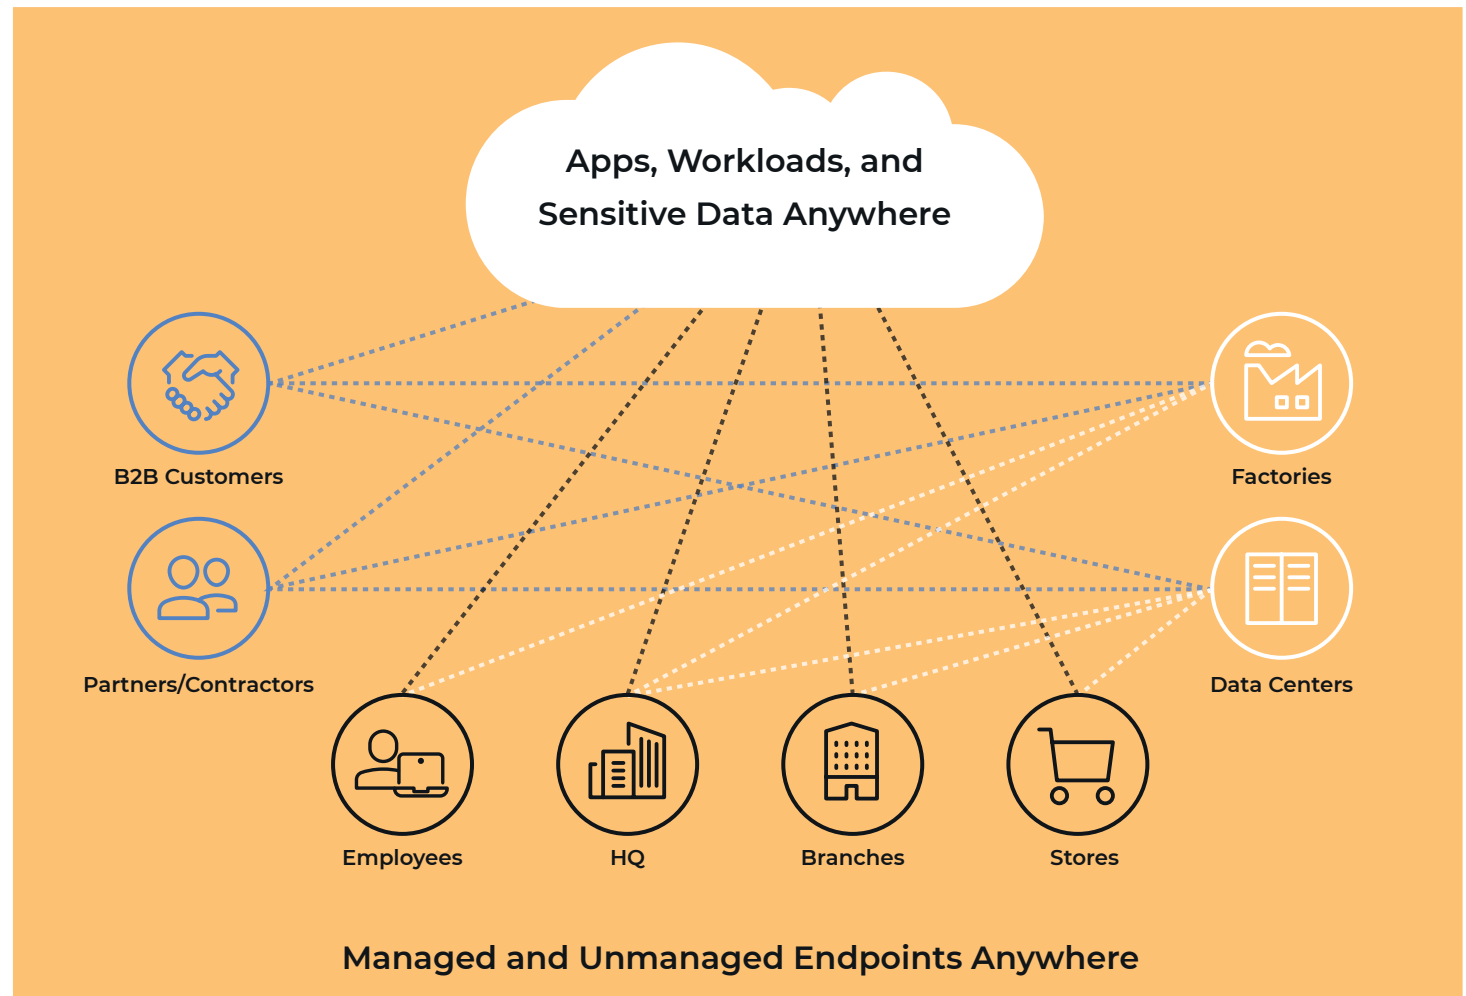 Apps, Workloads, and
Sensitive Data Anywhere
B2B Customers
Factories
Partners/Contractors
Data Centers
Employees
HQ
Branches
Stores
Managed and Unmanaged Endpoints Anywhere